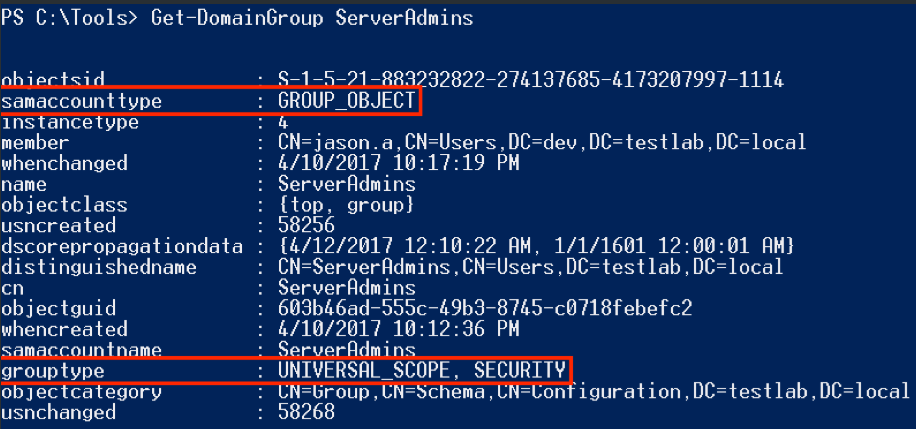 PS C:\Tools> Get-DomainGroup ServerAdmins
objectsid : S-1-5-21-883232822-274137685-4173207997-1114
samaccounttype : GROUP_OBJECT
instancetype : 4
member : CN=jason.a,CN=Users,DC=dev,DC=testlab,DC=local
whenchanged : 4/10/2017 10:17:19 PM
name : ServerAdmins
objectclass : {top, group}
usncreated : 58256
dscorepropagationdata : {4/12/2017 12:10:22 AM, 1/1/1601 12:00:01 AM}
distinguishedname : CN=ServerAdmins,CN=Users,DC=testlab,DC=local
cn : ServerAdmins
objectguid : 603b46ad-555c-49b3-8745-c0718febefc2
whencreated : 4/10/2017 10:12:36 PM
samaccountname : ServerAdmins
grouptype : UNIVERSAL_SCOPE, SECURITY
objectcategory : CN=Group,CN=Schema,CN=Configuration,DC=testlab,DC=local
usnchanged : 58268